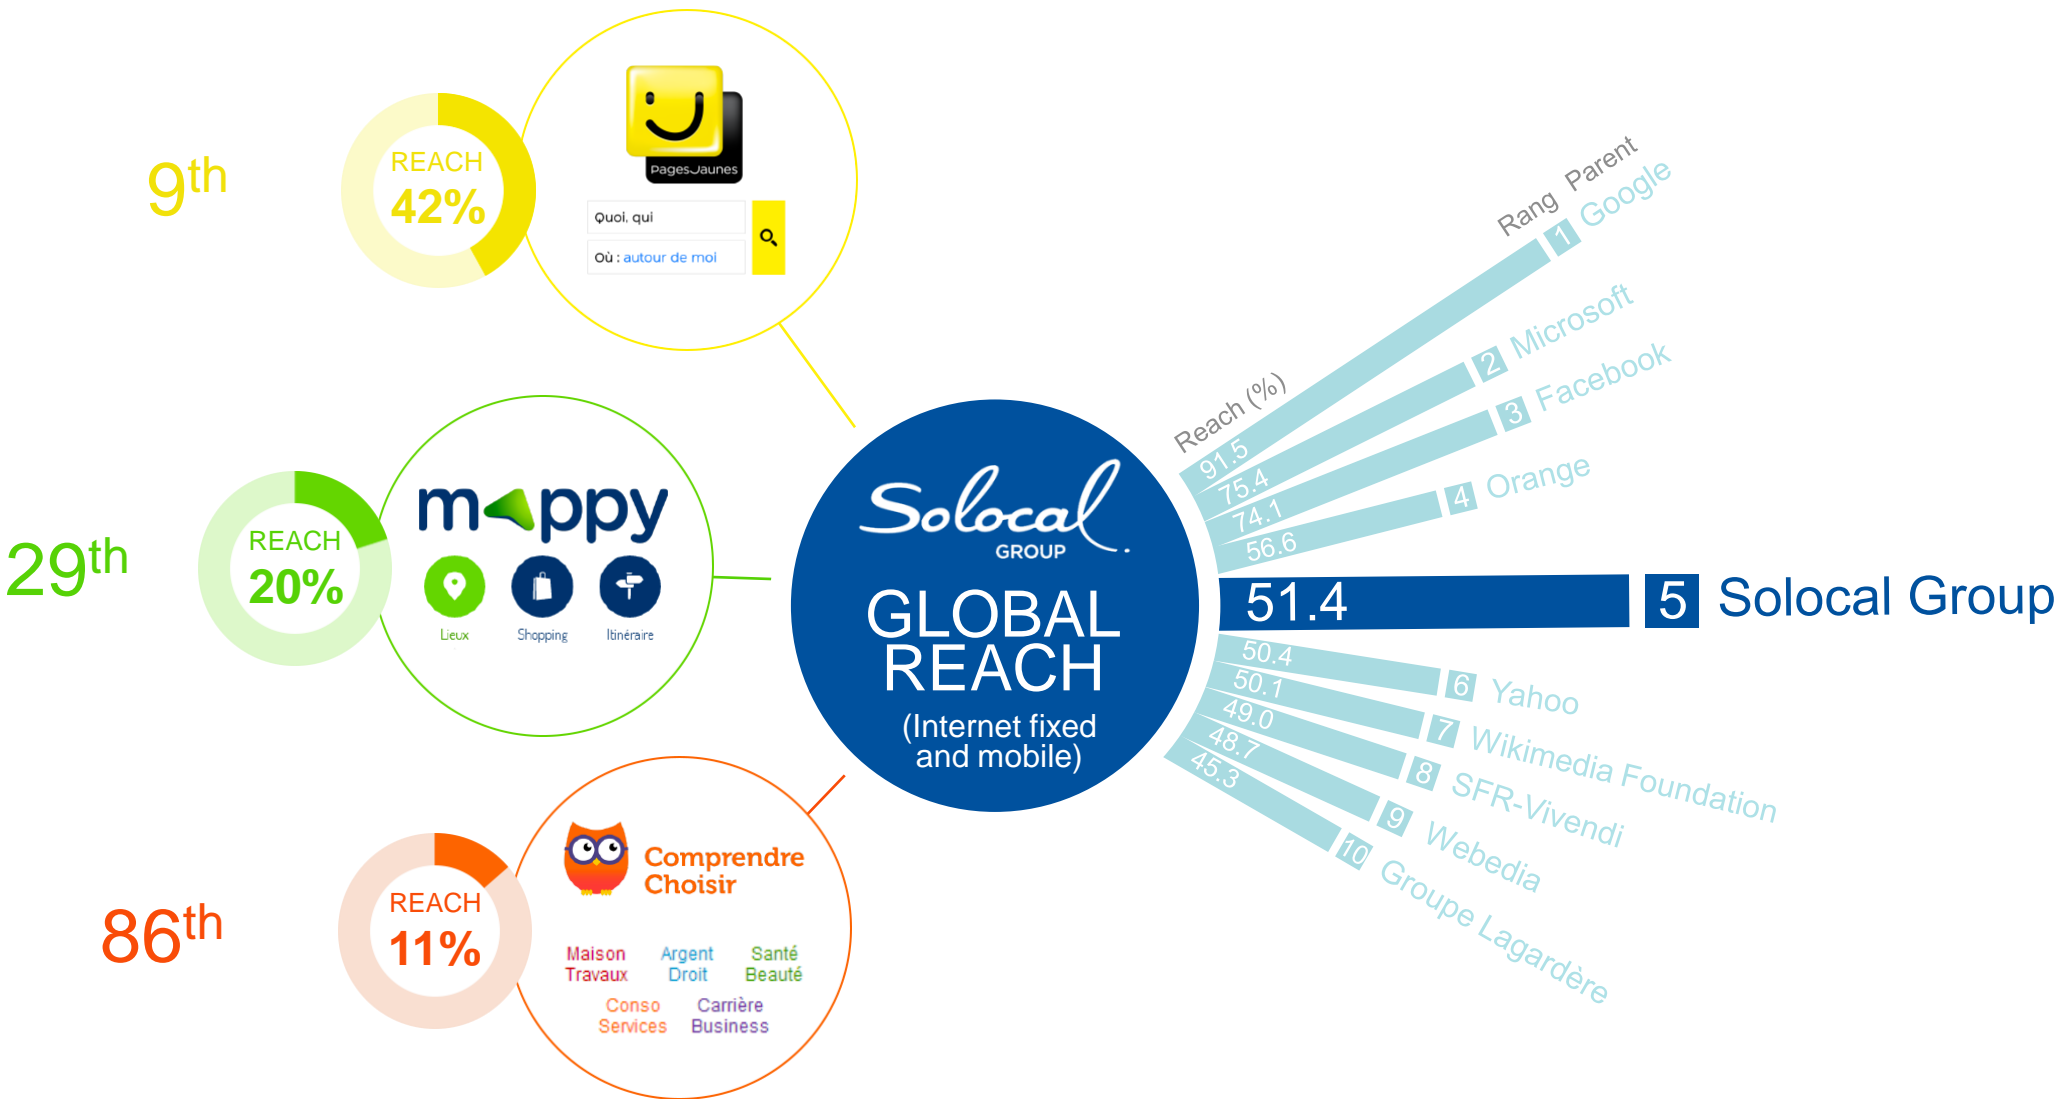 9th
REACH
42%
PagesJaunes
Quoi, qui
Où : autour de moi
29th
REACH
20%
mappy
Lieux
Shopping
Itinéraire
86th
REACH
11%
Comprendre
Choisir
Maison
Travaux
Argent
Droit
Santé
Beauté
Conso
Services
Carrière
Business
Solocal
GROUP
GLOBAL
REACH
(Internet fixed
and mobile)
Reach (%) Rang Parent
91.5 1 Google
75.4 2 Microsoft
74.1 3 Facebook
56.6 4 Orange
51.4 5 Solocal Group
50.4 6 Yahoo
50.1 7 Wikimedia Foundation
49.0 8 SFR-Vivendi
48.7 9 Webedia
45.3 10 Groupe Lagardère